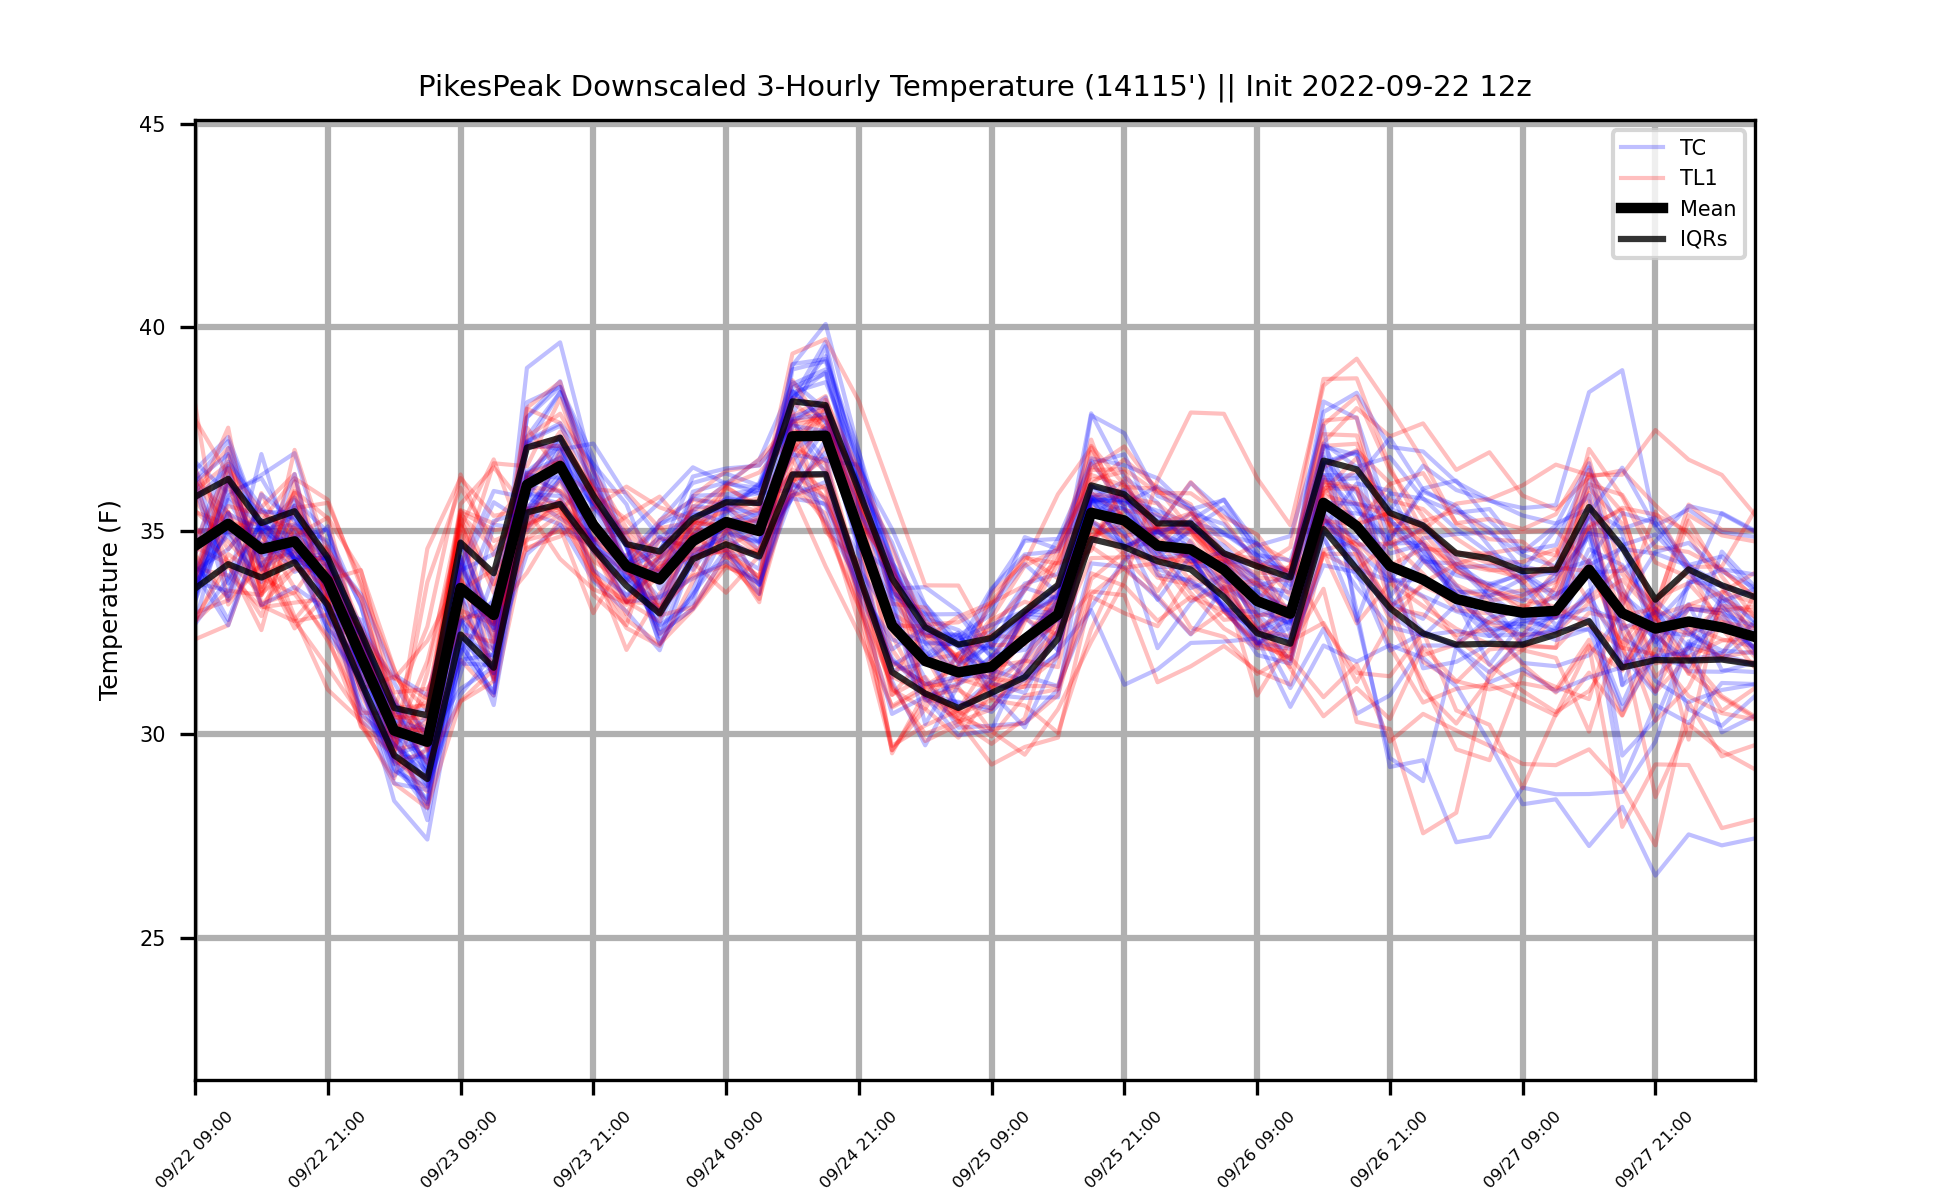 PikesPeak Downscaled 3-Hourly Temperature (14115') || Init 2022-09-22 12z
Temperature (F)
45
40
35
30
25
TC
TL1
Mean
IQRs
09/22 09:00
09/22 21:00
09/23 09:00
09/23 21:00
09/24 09:00
09/24 21:00
09/25 09:00
09/25 21:00
09/26 09:00
09/26 21:00
09/27 09:00
09/27 21:00